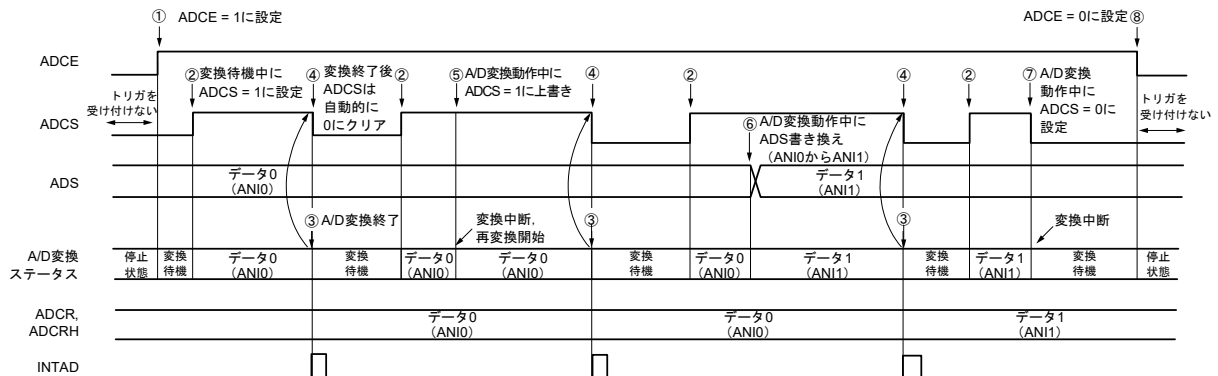 ① ADCE = 1に設定
ADCE = 0に設定⑧
ADCE
②変換待機中に
ADCS = 1に設定
④変換終了後
ADCSは
自動的に
0にクリア
②
⑤A/D変換動作中に
ADCS = 1に上書き
④
②
④
②
⑦A/D変換
動作中に
ADCS = 0に
設定
トリガを
受け付けない
トリガを
受け付けない
ADCS
⑥A/D変換動作中に
ADS書き換え
(ANI0からANI1)
ADS
データ0
(ANI0)
データ1
(ANI1)
③A/D変換終了
変換中断,
再変換開始
③
③
変換中断
A/D変換
ステータス
停止
状態
変換
待機
データ0
(ANI0)
変換
待機
データ0
(ANI0)
データ0
(ANI0)
変換
待機
データ0
(ANI0)
データ1
(ANI1)
変換
待機
データ1
(ANI1)
変換
待機
停止
状態
ADCR,
ADCRH
データ0
(ANI0)
データ0
(ANI0)
データ1
(ANI1)
INTAD